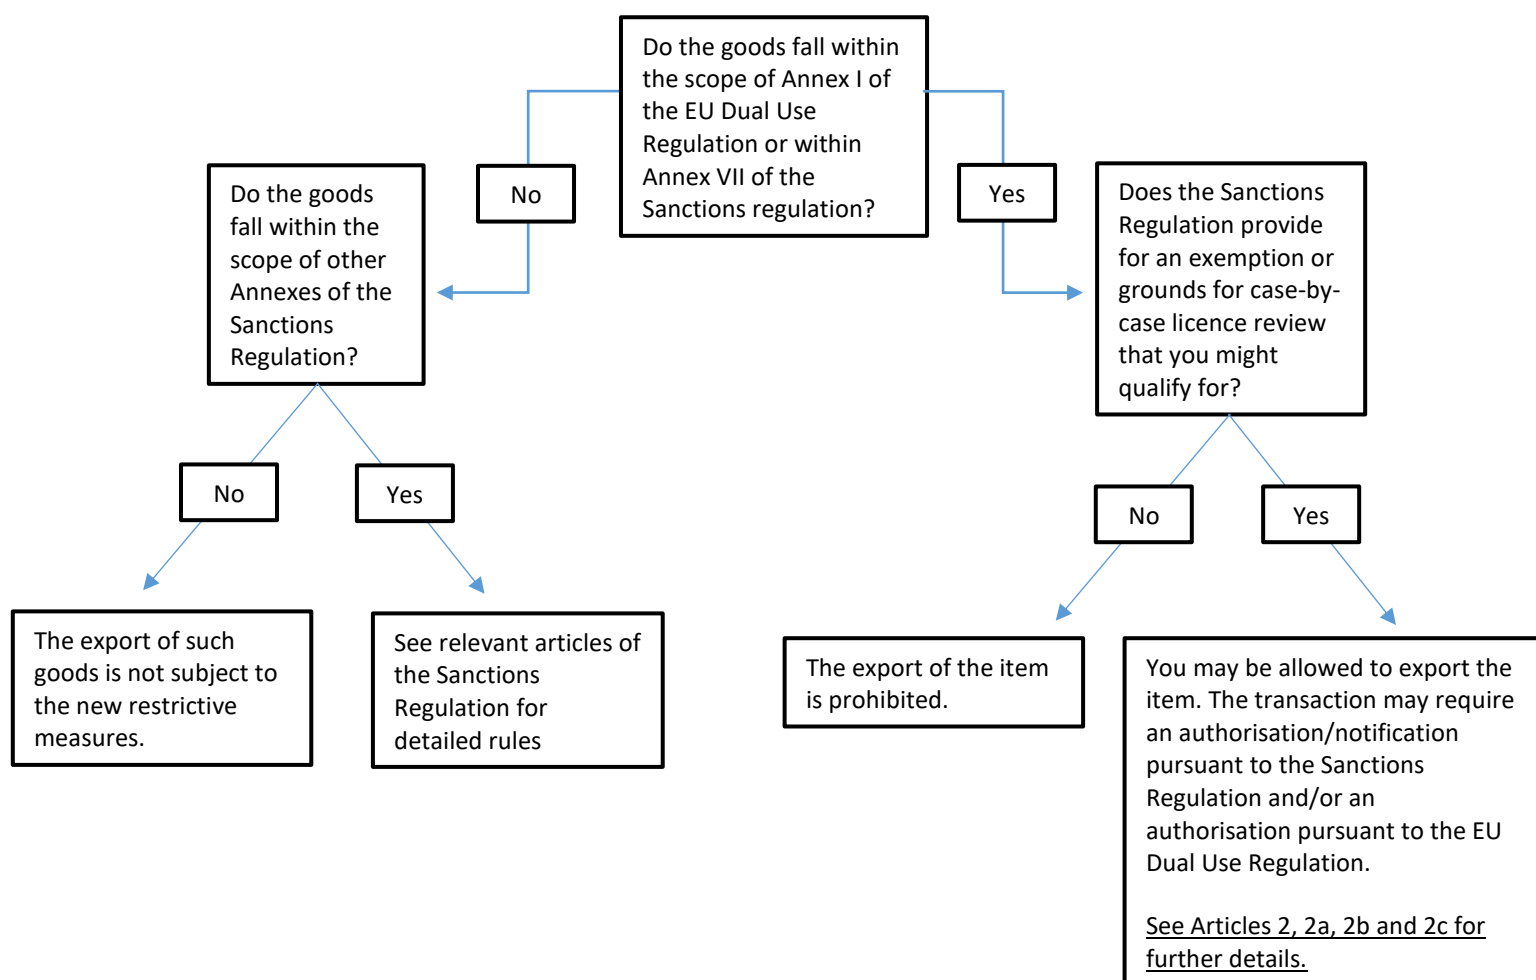 Do the goods fall within
the scope of Annex I of
the EU Dual Use
Regulation or within
Annex VII of the
Sanctions regulation?
No
Yes
Do the goods
fall within the
scope of other
Annexes of the
Sanctions
Regulation?
Does the Sanctions
Regulation provide
for an exemption or
grounds for case-by-
case licence review
that you might
qualify for?
No
Yes
No
Yes
The export of such
goods is not subject to
the new restrictive
measures.
See relevant articles of
the Sanctions
Regulation for
detailed rules
The export of the item
is prohibited.
You may be allowed to export the
item. The transaction may require
an authorisation/notification
pursuant to the Sanctions
Regulation and/or an
authorisation pursuant to the EU
Dual Use Regulation.
See Articles 2, 2a, 2b and 2c for
further details.